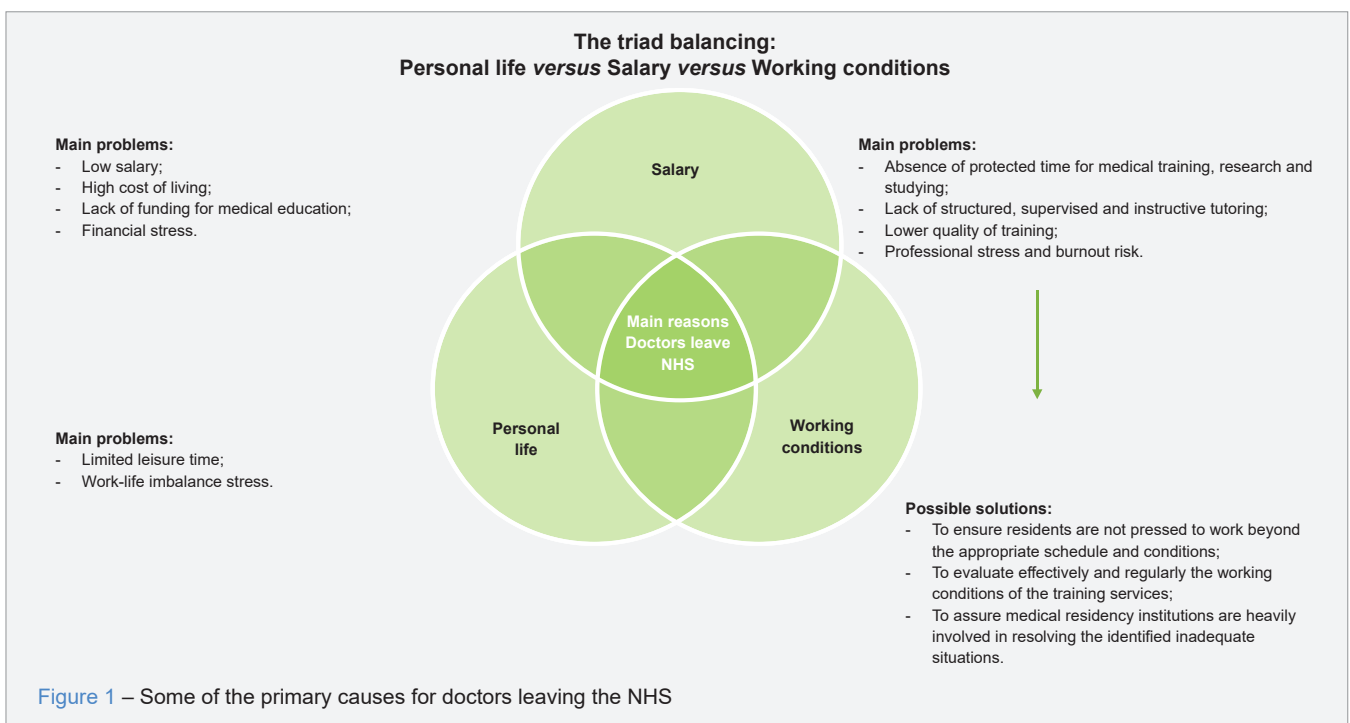 The triad balancing:
Personal life versus Salary versus Working conditions
Main problems:
- Low salary;
- High cost of living;
- Lack of funding for medical education;
- Financial stress.
Salary
Main problems:
- Absence of protected time for medical training, research and
studying;
- Lack of structured, supervised and instructive tutoring;
- Lower quality of training;
- Professional stress and burnout risk.
Main reasons
Doctors leave
NHS
Main problems:
- Limited leisure time;
- Work-life imbalance stress.
Personal
life
Working
conditions
Possible solutions:
- To ensure residents are not pressed to work beyond
the appropriate schedule and conditions;
- To evaluate effectively and regularly the working
conditions of the training services;
- To assure medical residency institutions are heavily
involved in resolving the identified inadequate
situations.
Figure 1 – Some of the primary causes for doctors leaving the NHS